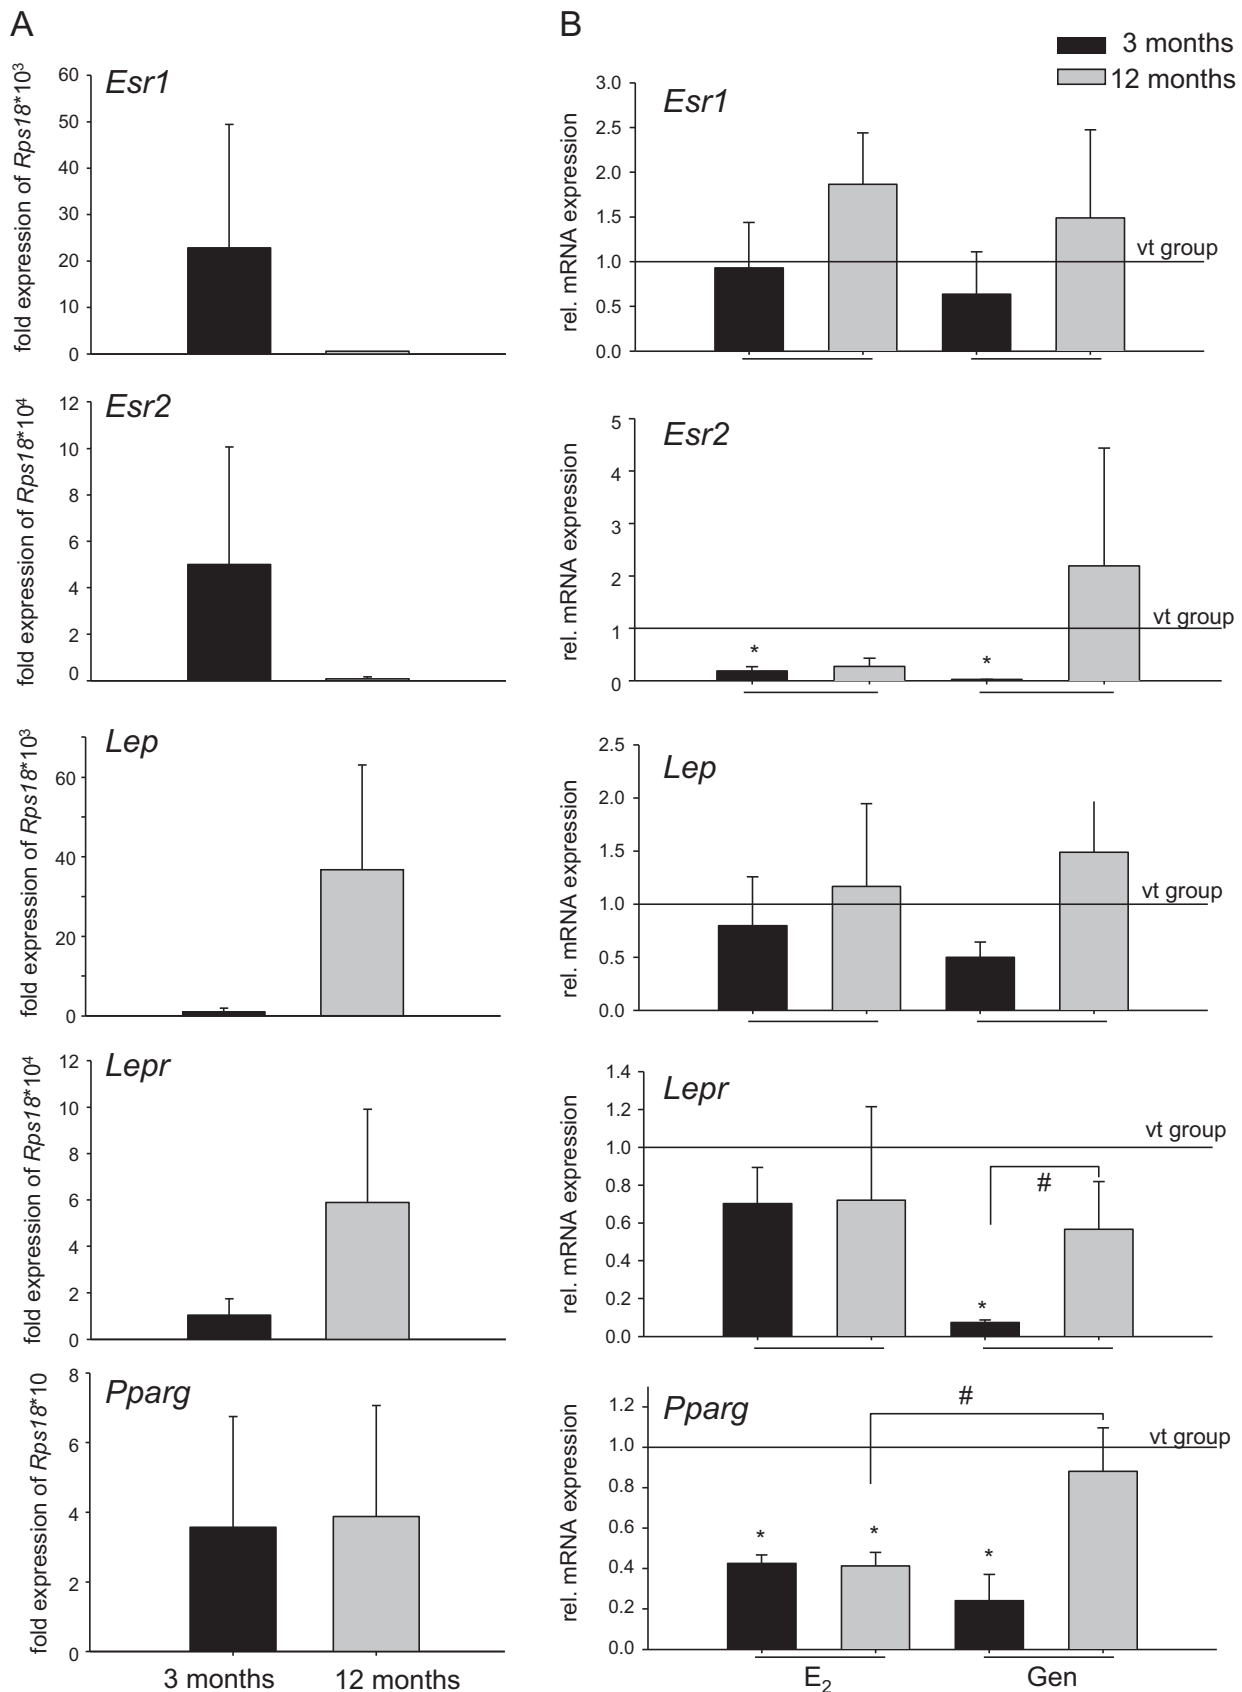 A
B
3 months
12 months
Esr1
fold expression of Rps18*10³
60
50
40
30
20
10
0
Esr1
rel. mRNA expression
3.0
2.5
2.0
1.5
1.0
0.5
0.0
vt group
Esr2
fold expression of Rps18*10⁴
12
10
8
6
4
2
0
Esr2
rel. mRNA expression
5
4
3
2
1
0
vt group
*
*
Lep
fold expression of Rps18*10³
60
40
20
0
Lep
rel. mRNA expression
2.5
2.0
1.5
1.0
0.5
0.0
vt group
Lepr
fold expression of Rps18*10⁴
12
10
8
6
4
2
0
Lepr
rel. mRNA expression
1.4
1.2
1.0
0.8
0.6
0.4
0.2
0.0
vt group
#
*
Pparg
fold expression of Rps18*10
8
6
4
2
0
3 months
12 months
Pparg
rel. mRNA expression
1.2
1.0
0.8
0.6
0.4
0.2
0.0
vt group
#
*
*
*
E₂
Gen